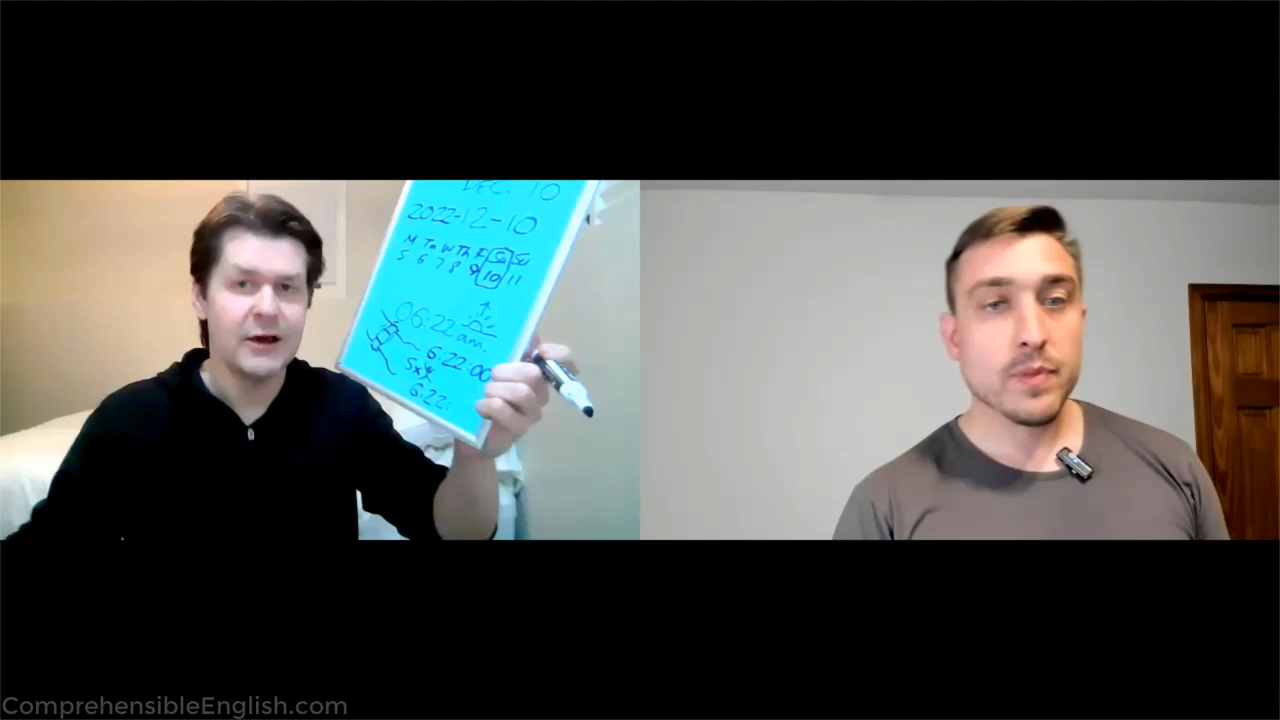 DEC. 10
2022-12-10
M Tu W Th F Sa Su
5 6 7 8 9 10 11
06:22
am.
6:22:00
6:22:
ComprehensibleEnglish.com